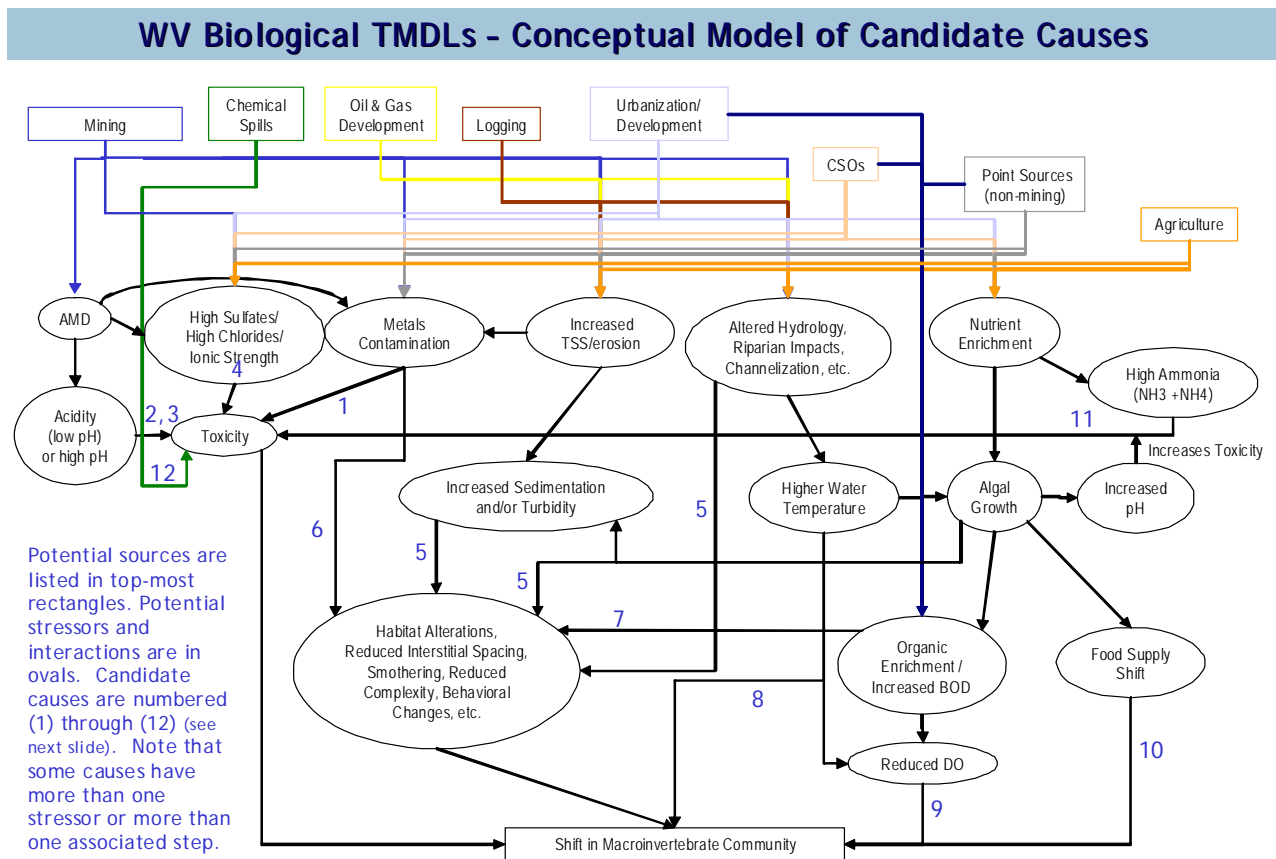 WV Biological TMDLs - Conceptual Model of Candidate Causes
Mining
Chemical
Spills
Oil & Gas
Development
Logging
Urbanization/
Development
CSOs
Point Sources
(non-mining)
Agriculture
AMD
High Sulfates/
High Chlorides/
Ionic Strength
4
Metals
Contamination
Increased
TSS/erosion
Altered Hydrology,
Riparian Impacts,
Channelization, etc.
Nutrient
Enrichment
High Ammonia
(NH3 +NH4)
Acidity
(low pH)
or high pH
2, 3
Toxicity
1
11
12
Increases Toxicity
Increased Sedimentation
and/or Turbidity
Higher Water
Temperature
Algal
Growth
Increased
pH
6
5
5
5
7
Potential sources are
listed in top-most
rectangles. Potential
stressors and
interactions are in
ovals. Candidate
causes are numbered
(1) through (12) (see
next slide). Note that
some causes have
more than one
stressor or more than
one associated step.
Habitat Alterations,
Reduced Interstitial Spacing,
Smothering, Reduced
Complexity, Behavioral
Changes, etc.
Organic
Enrichment /
Increased BOD
Food Supply
Shift
8
Reduced DO
10
9
Shift in Macroinvertebrate Community